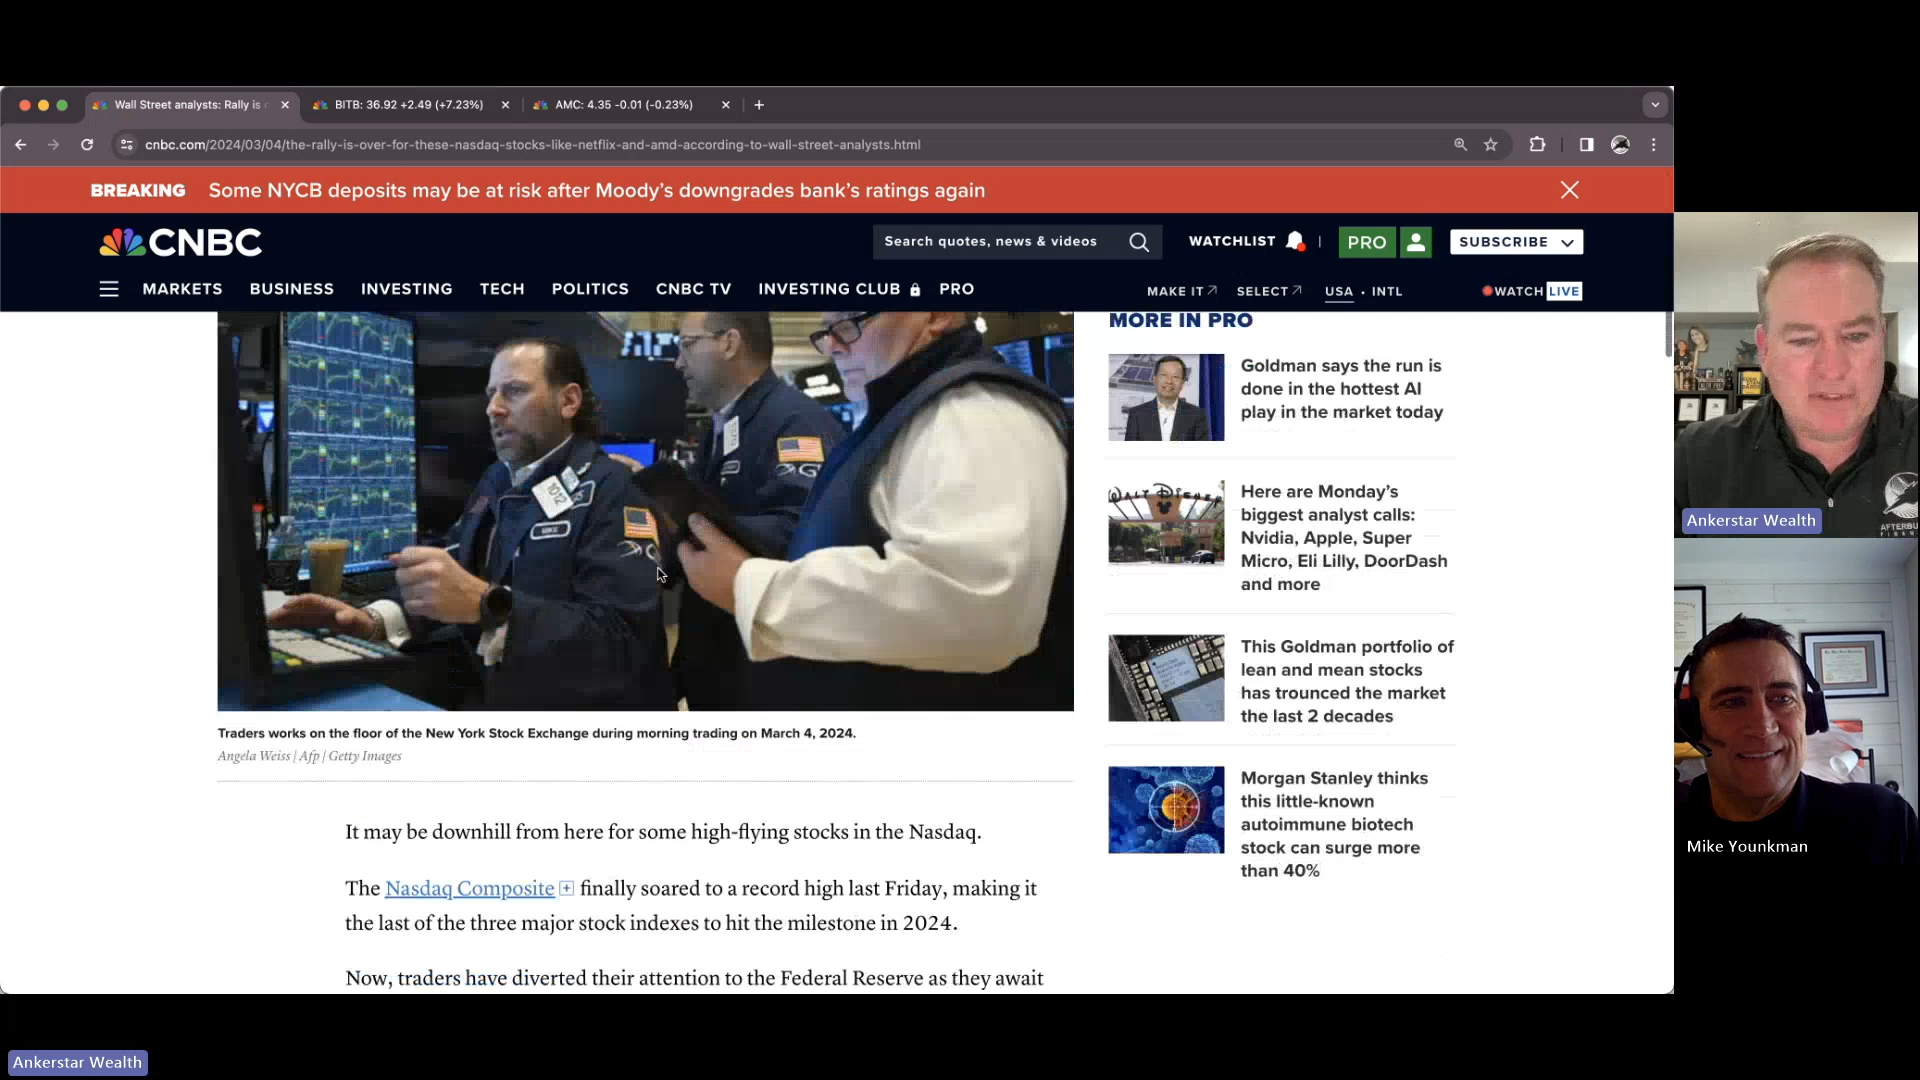 Wall Street analysts: Rally is
BITB: 36.92 +2.49 (+7.23%)
AMC: 4.35 -0.01 (-0.23%)
cnbc.com/2024/03/04/the-rally-is-over-for-these-nasdaq-stocks-like-netflix-and-amd-according-to-wall-street-analysts.html
BREAKING Some NYCB deposits may be at risk after Moody's downgrades bank's ratings again
CNBC
Search quotes, news & videos
WATCHLIST
PRO
SUBSCRIBE
MARKETS BUSINESS INVESTING TECH POLITICS CNBC TV INVESTING CLUB PRO
MAKE IT SELECT USA • INTL
WATCH LIVE
1012
Traders works on the floor of the New York Stock Exchange during morning trading on March 4, 2024.
Angela Weiss | Afp | Getty Images
It may be downhill from here for some high-flying stocks in the Nasdaq.
The Nasdaq Composite finally soared to a record high last Friday, making it
the last of the three major stock indexes to hit the milestone in 2024.
Now, traders have diverted their attention to the Federal Reserve as they await
MORE IN PRO
Goldman says the run is
done in the hottest AI
play in the market today
WALT DISNEY
Here are Monday's
biggest analyst calls:
Nvidia, Apple, Super
Micro, Eli Lilly, DoorDash
and more
This Goldman portfolio of
lean and mean stocks
has trounced the market
the last 2 decades
Morgan Stanley thinks
this little-known
autoimmune biotech
stock can surge more
than 40%
Ankerstar Wealth
Mike Younkman
Ankerstar Wealth